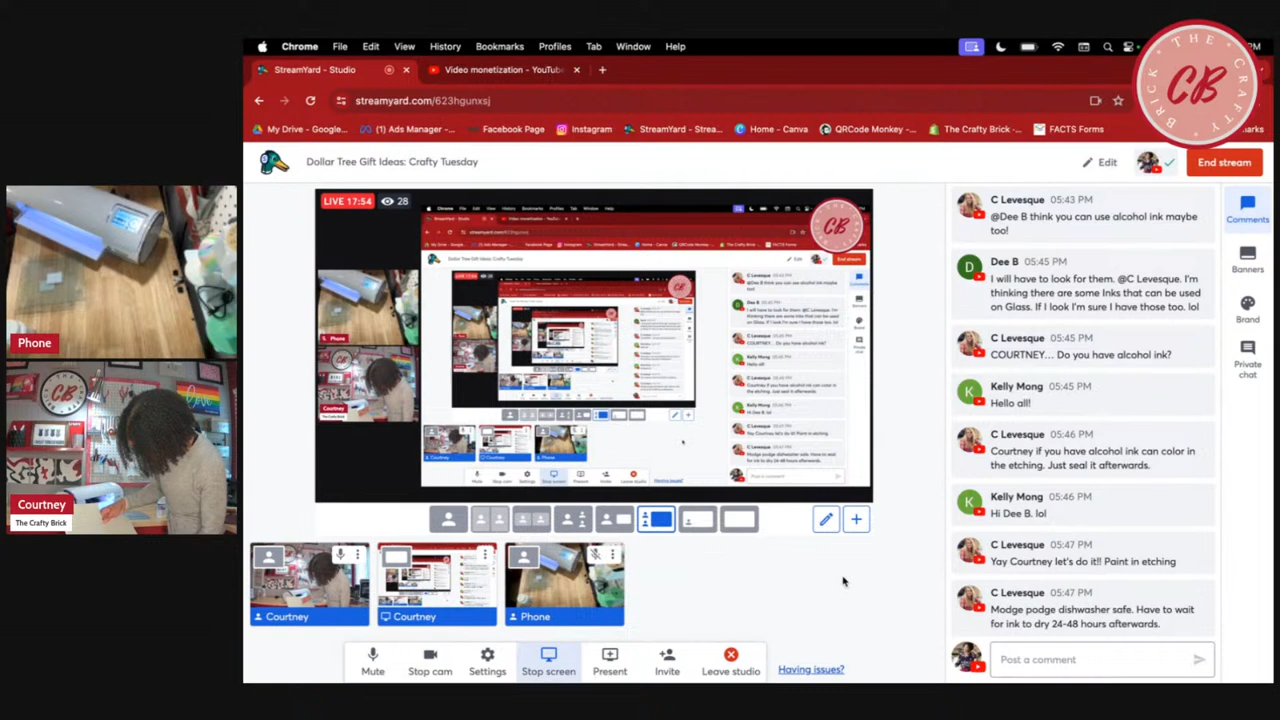 Chrome File Edit View History Bookmarks Profiles Tab Window Help
StreamYard - Studio
Video monetization - YouTub
streamyard.com/623hgunxsj
My Drive - Google...
(1) Ads Manager -...
Facebook Page
Instagram
StreamYard - Strea...
Home - Canva
QRCode Monkey -...
The Crafty Brick -...
FACTS Forms
THE CRAFTY BRICK
CB
Dollar Tree Gift Ideas: Crafty Tuesday
Edit
End stream
LIVE 17:54
28
Phone
Courtney
The Crafty Brick
C Levesque 05:43 PM
@Dee B think you can use alcohol ink maybe
too!
Dee B 05:45 PM
I will have to look for them. @C Levesque. I'm
thinking there are some Inks that can be used
on Glass. If I look I'm sure I have those too. lol
C Levesque 05:45 PM
COURTNEY... Do you have alcohol ink?
Kelly Mong 05:45 PM
Hello all!
C Levesque 05:46 PM
Courtney if you have alcohol ink can color in
the etching. Just seal it afterwards.
Kelly Mong 05:46 PM
Hi Dee B. lol
C Levesque 05:47 PM
Yay Courtney let's do it!! Paint in etching
C Levesque 05:47 PM
Modge podge dishwasher safe. Have to wait
for ink to dry 24-48 hours afterwards.
Post a comment
Comments
Banners
Brand
Private
chat
Courtney
Courtney
Phone
Mute
Stop cam
Settings
Stop screen
Present
Invite
Leave studio
Having issues?